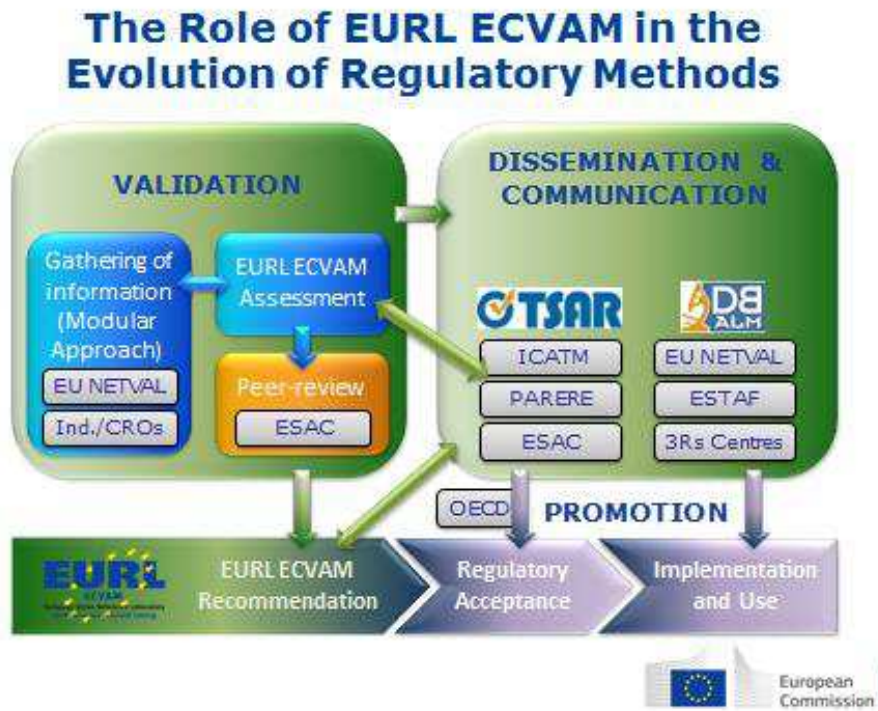 The Role of EURL ECVAM in the
Evolution of Regulatory Methods
VALIDATION
Gathering of
information
(Modular
Approach)
EU NETVAL
Ind./CROs
EURL ECVAM
Assessment
Peer-review
ESAC
DISSEMINATION &
COMMUNICATION
TSAR
ICATM
PARERE
ESAC
DB
ALM
EU NETVAL
ESTAF
3Rs Centres
OECD
PROMOTION
EURL
ECVAM
EURL ECVAM
Recommendation
Regulatory
Acceptance
Implementation
and Use
European
Commission